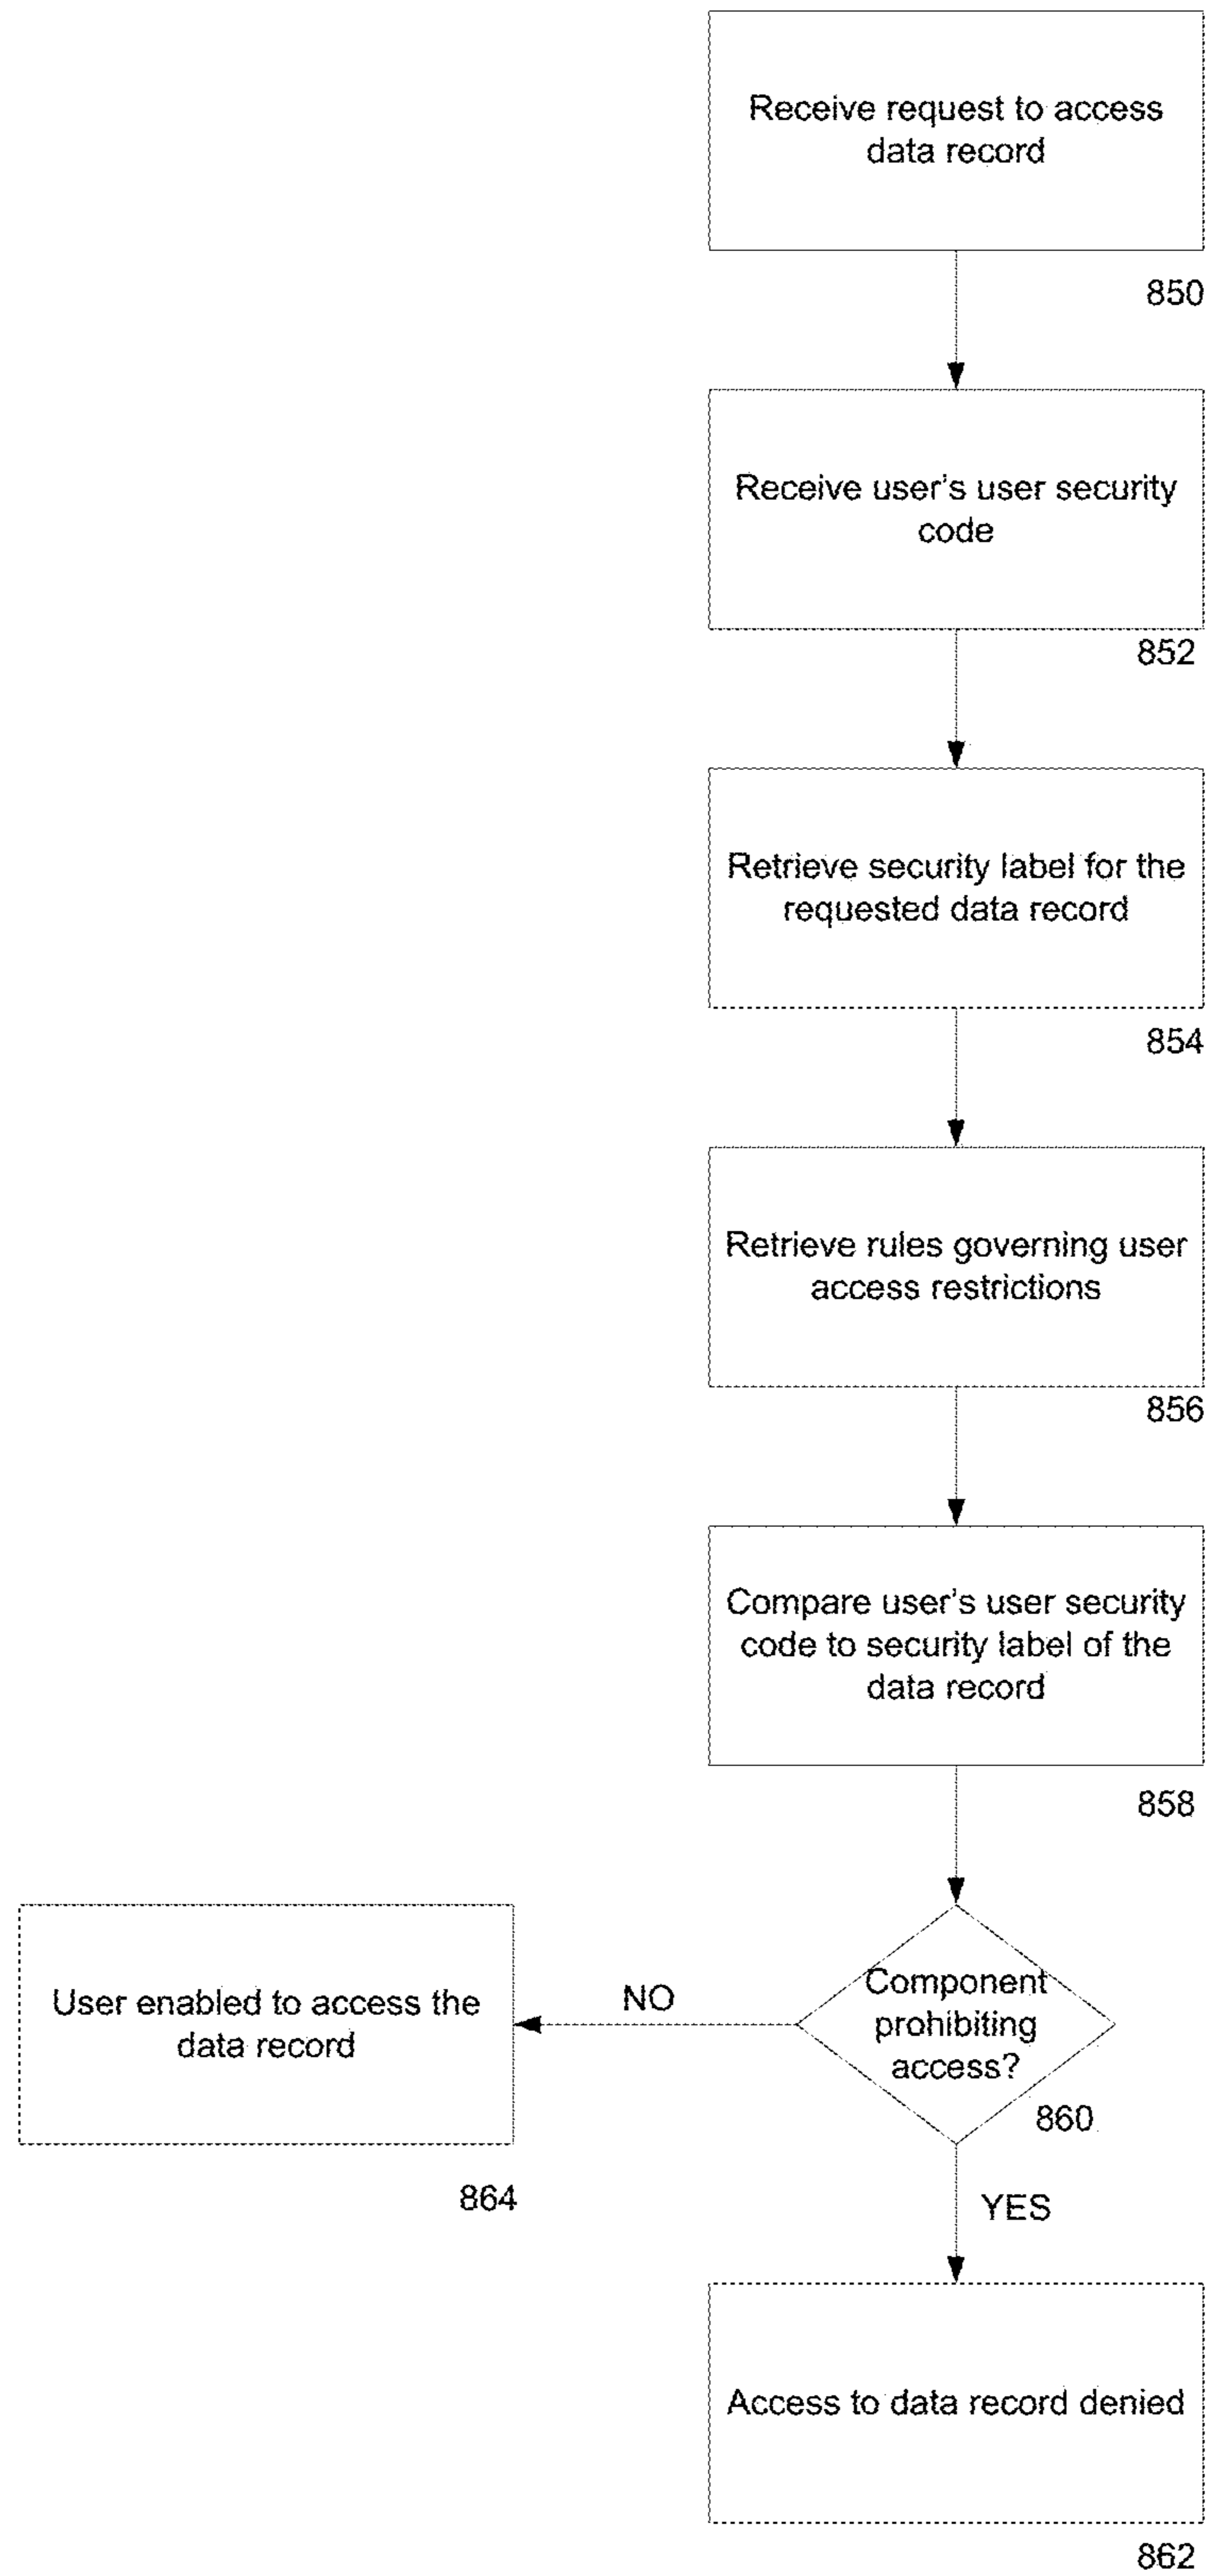 Receive request to access
data record
850
Receive user's user security
code
852
Retrieve security label for the
requested data record
854
Retrieve rules governing user
access restrictions
856
Compare user's user security
code to security label of the
data record
858
Component
prohibiting
access?
860
NO
User enabled to access the
data record
864
YES
Access to data record denied
862